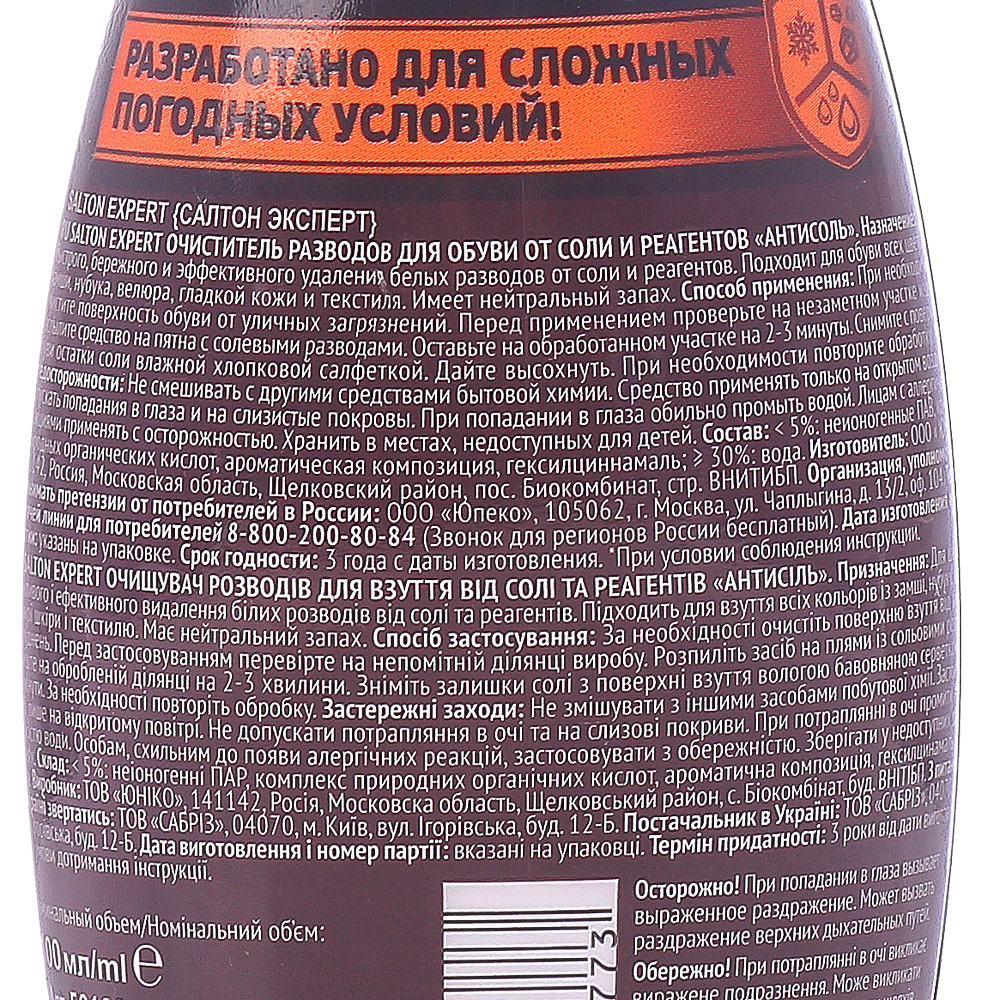 РАЗРАБОТАНО ДЛЯ СЛОЖНЫХ
ПОГОДНЫХ УСЛОВИЙ!
SALTON EXPERT {САЛТОН ЭКСПЕРТ}
SALTON EXPERT ОЧИСТИТЕЛЬ РАЗВОДОВ ДЛЯ ОБУВИ ОТ СОЛИ И РЕАГЕНТОВ «АНТИСОЛЬ». Назначение
бережного и эффективного удаления белых разводов от соли и реагентов. Подходит для обуви всех
нубука, велюра, гладкой кожи и текстиля. Имеет нейтральный запах. Способ применения: При
поверхность обуви от уличных загрязнений. Перед применением проверьте на незаметном участке
средство на пятна с солевыми разводами. Оставьте на обработанном участке на 2-3 минуты. Снимите с
остатки соли влажной хлопковой салфеткой. Дайте высохнуть. При необходимости повторите
Не смешивать с другими средствами бытовой химии. Средство применять только на открытом
попадания в глаза и на слизистые покровы. При попадании в глаза обильно промыть водой. Лицам с
применять с осторожностью. Хранить в местах, недоступных для детей. Состав: < 5%: неионогенные ПАВ,
органических кислот, ароматическая композиция, гексилциннамаль; ≥ 30%: вода. Изготовитель: ООО
Россия, Московская область, Щелковский район, пос. Биокомбинат, стр. ВНИТИБП. Организация,
претензии от потребителей в России: ООО «Юпеко», 105062, г. Москва, ул. Чаплыгина, д. 13/2, оф.
линии для потребителей 8-800-200-80-84 (Звонок для регионов России бесплатный). Дата изготовления
указаны на упаковке. Срок годности: 3 года с даты изготовления. *При условии соблюдения инструкции.
EXPERT ОЧИЩУВАЧ РОЗВОДІВ ДЛЯ ВЗУТТЯ ВІД СОЛІ ТА РЕАГЕНТІВ «АНТИСІЛЬ». Призначення: Для
і ефективного видалення білих розводів від солі та реагентів. Підходить для взуття всіх кольорів із замші,
шкіри і текстилю. Має нейтральний запах. Спосіб застосування: За необхідності очистіть поверхню взуття від
Перед застосовуванням перевірте на непомітній ділянці виробу. Розпиліть засіб на плями із сольовими
на обробленій ділянці на 2-3 хвилини. Зніміть залишки солі з поверхні взуття вологою бавовняною
За необхідності повторіть обробку. Застережні заходи: Не змішувати з іншими засобами побутової хімії.
на відкритому повітрі. Не допускати потрапляння в очі та на слизові покриви. При потраплянні в очі
води. Особам, схильним до появи алергічних реакцій, застосовувати з обережністю. Зберігати у
Склад: < 5%: неіоногенні ПАР, комплекс природних органічних кислот, ароматична композиція,
Виробник: ТОВ «ЮНІКО», 141142, Росія, Московська область, Щелковський район, с. Біокомбінат, буд. ВНІТІБП. З
звертатись: ТОВ «САБРІЗ», 04070, м. Київ, вул. Ігорівська, буд. 12-Б. Постачальник в Україні: ТОВ «САБРІЗ»,
буд. 12-Б. Дата виготовлення і номер партії: вказані на упаковці. Термін придатності: 3 роки від дати
дотримання інструкції.
объем/Номінальний об'єм:
мл/ml e
773
Осторожно! При попадании в глаза вызывает
выраженное раздражение. Может вызвать
раздражение верхних дыхательных путей.
Обережно! При потраплянні в очі викликає
виражене подразнення. Може викликати